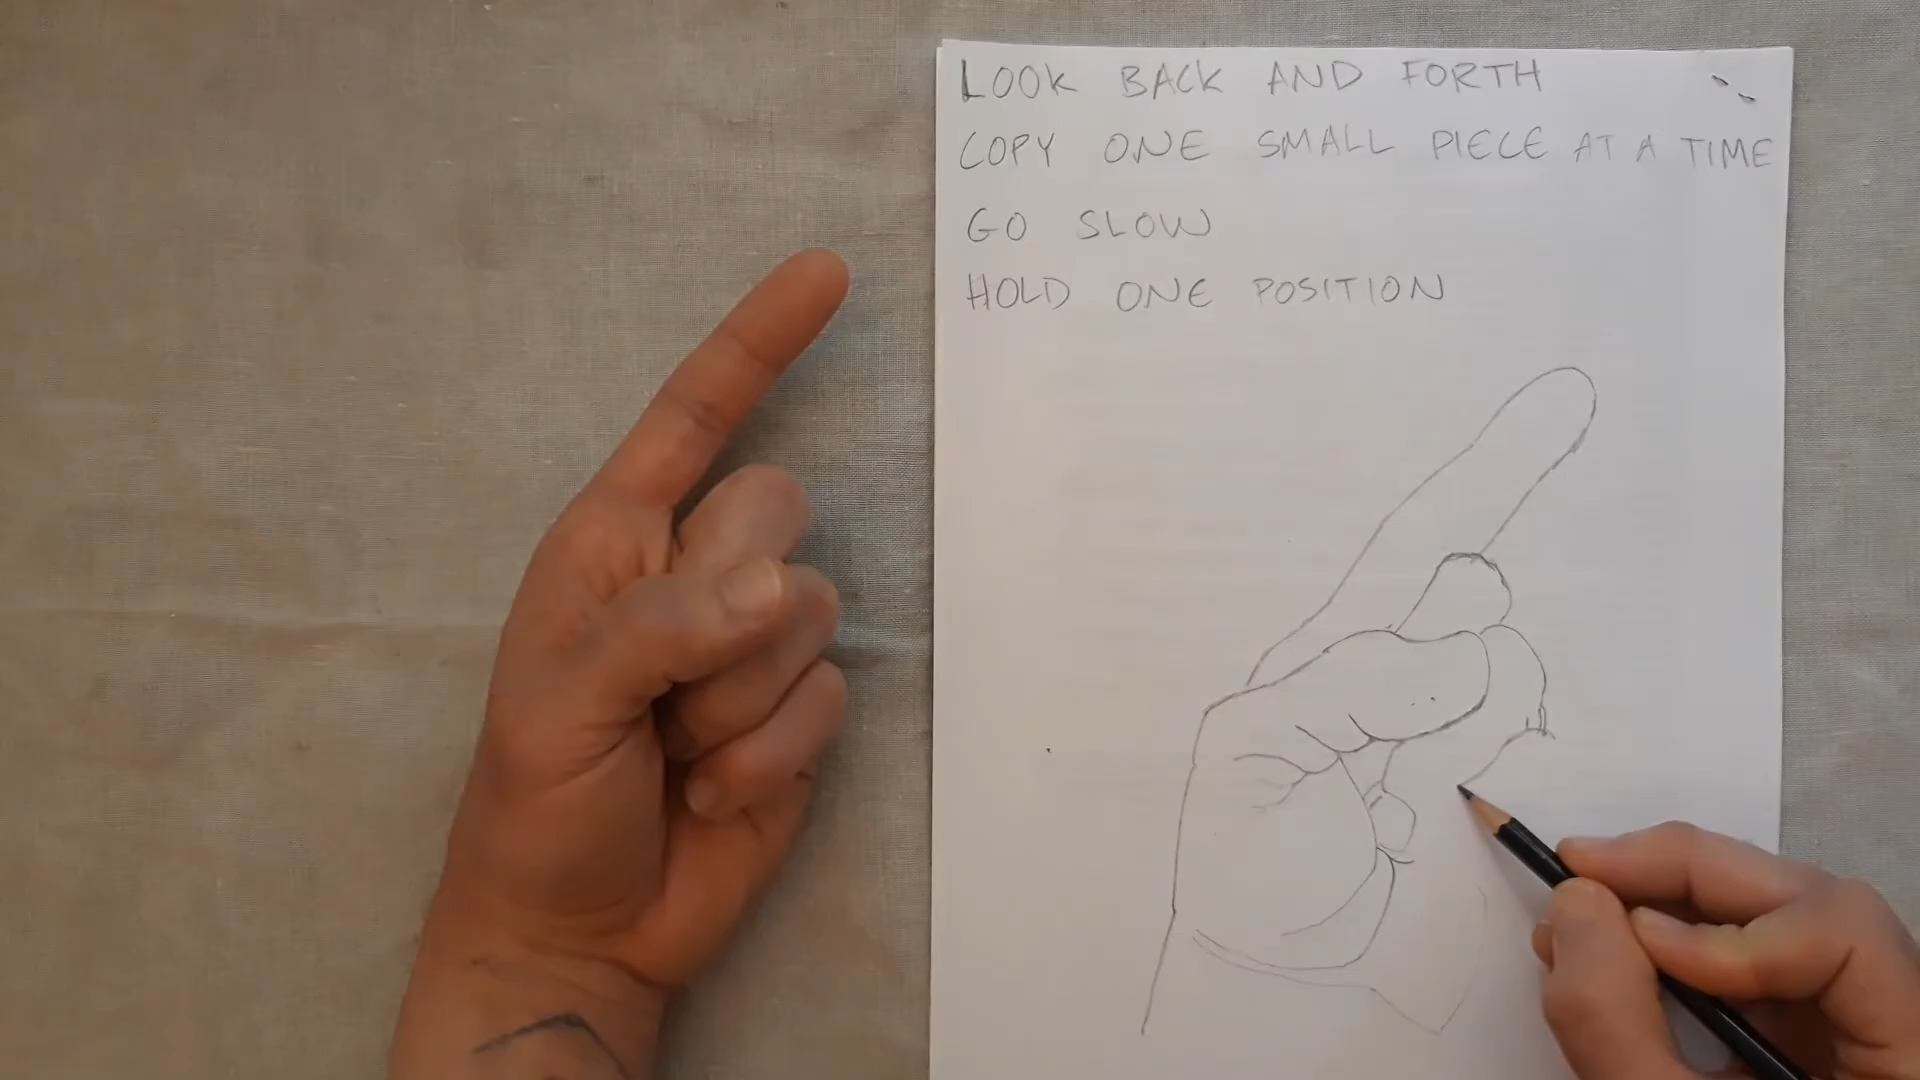 LOOK BACK AND FORTH
COPY ONE SMALL PIECE AT A TIME
GO SLOW
HOLD ONE POSITION